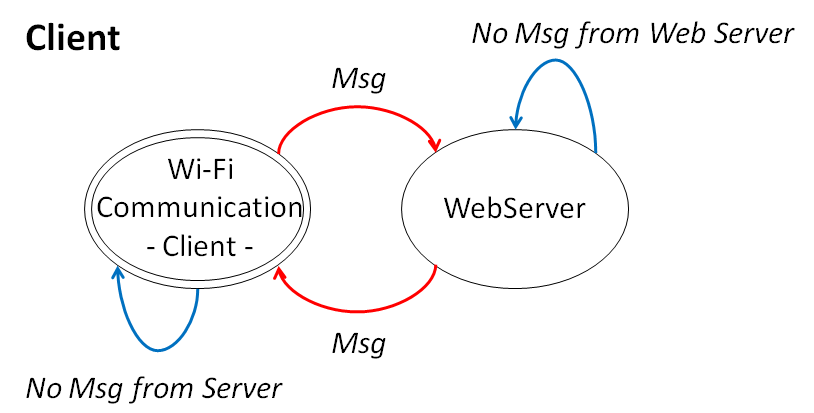 Client
No Msg from Web Server
Msg
Wi-Fi
Communication
- Client -
WebServer
Msg
No Msg from Server